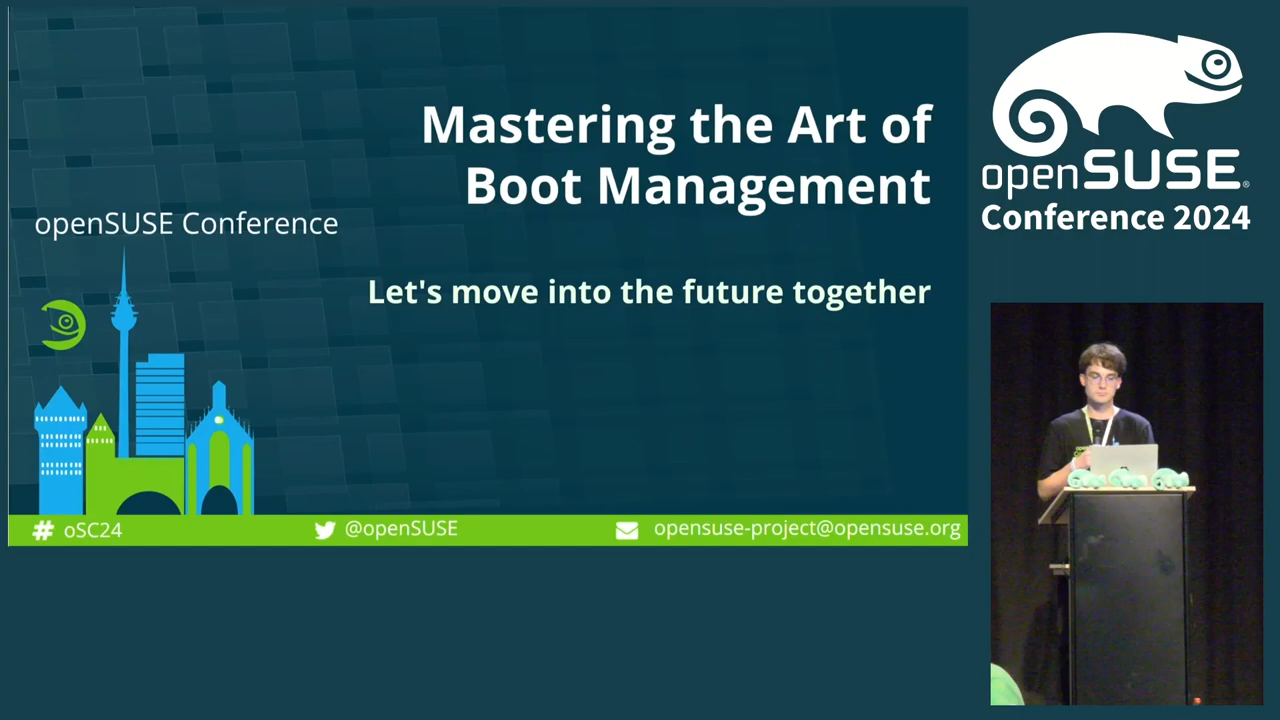 Mastering the Art of
Boot Management
openSUSE Conference
Let's move into the future together
# oSC24
@openSUSE
opensuse-project@opensuse.org
openSUSE®
Conference 2024